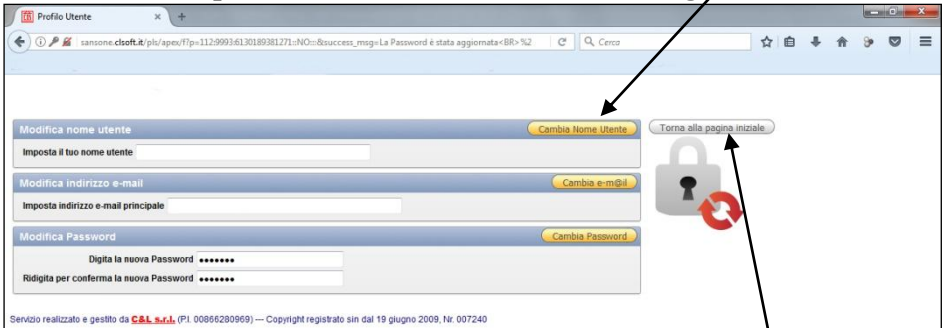 Profilo Utente
sansone.clsoft.it/pls/apex/f?p=112:9993:6130189381271::NO:::&success_msg=La Password è stata aggiornata<BR> %2
Cerca
Modifica nome utente
Cambia Nome Utente
Torna alla pagina iniziale
Imposta il tuo nome utente
Modifica indirizzo e-mail
Cambia e-m@il
Imposta indirizzo e-mail principale
Modifica Password
Cambia Password
Digita la nuova Password •••••••
Ridigita per conferma la nuova Password •••••••
Servizio realizzato e gestito da C&L s.r.l. (P.I. 00866280969) --- Copyright registrato sin dal 19 giugno 2009, Nr. 007240